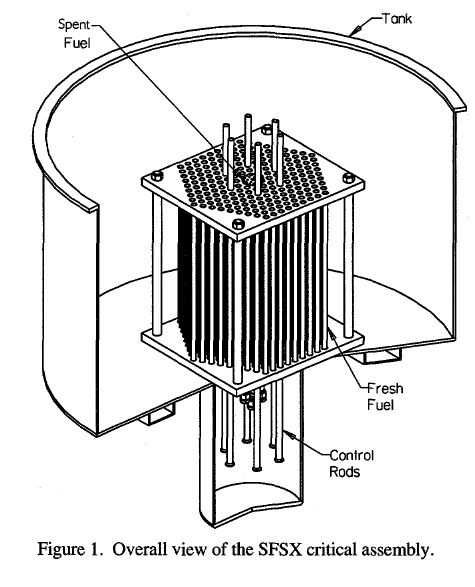 Spent
Fuel
Tank
Fresh
Fuel
Control
Rods
Figure 1. Overall view of the SFSX critical assembly.